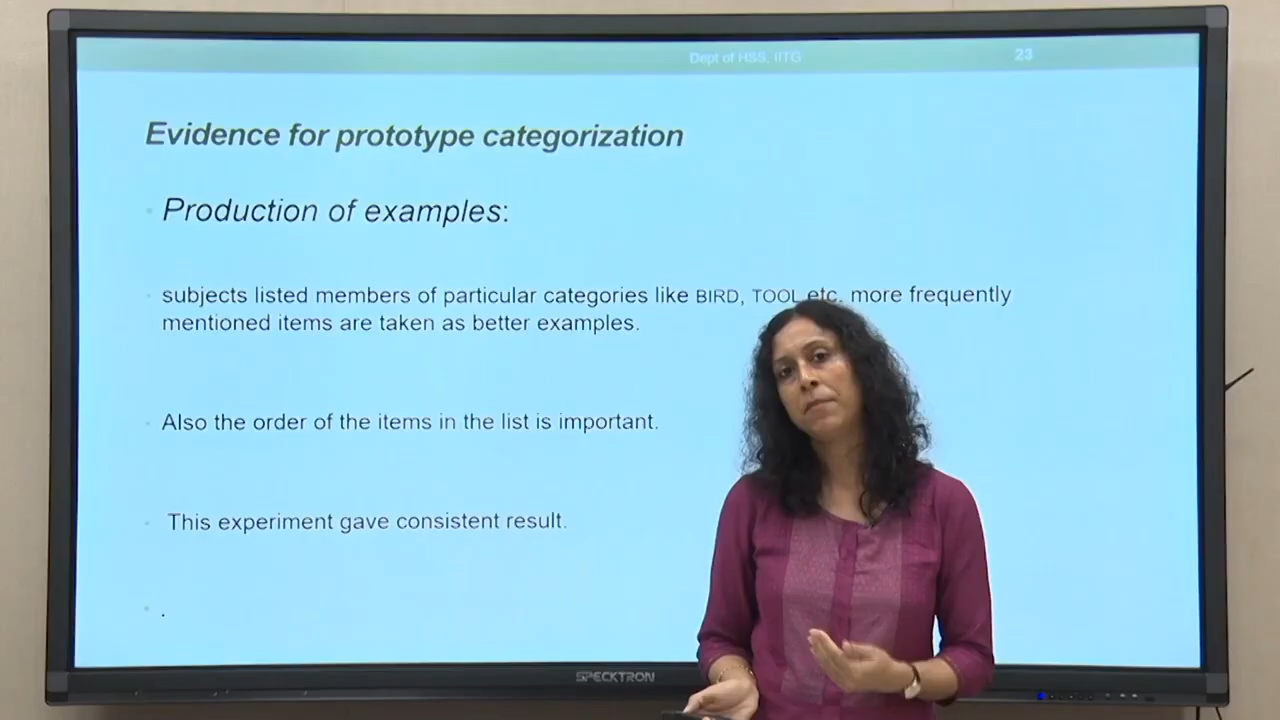 Dept of HSS, IITG
23
Evidence for prototype categorization
Production of examples:
subjects listed members of particular categories like BIRD, TOOL etc. more frequently
mentioned items are taken as better examples.
Also the order of the items in the list is important.
This experiment gave consistent result.
.
SPECKTRON